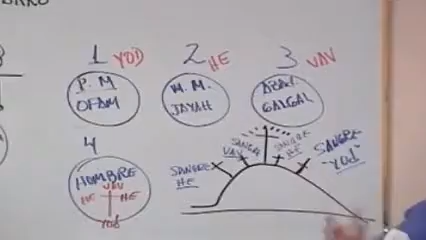 1 YOD 2 HE 3 VAV
P.M
OFAM
M.M.
JAYAH
GALGAL
4
HOMBRE
VAV
HE HE
YOD
SANGRE
HE
SANGRE
VAV
SANGRE
HE
SANGRE
"YOD"